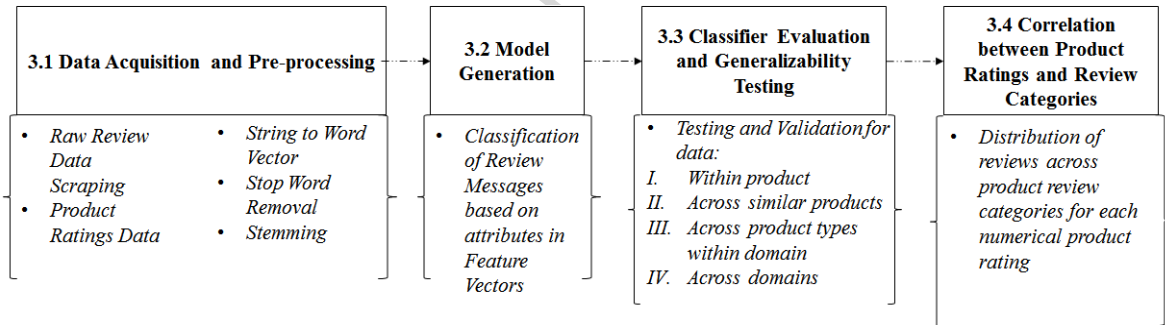 3.1 Data Acquisition and Pre-processing
• Raw Review
Data
Scraping
• Product
Ratings Data
• String to Word
Vector
• Stop Word
Removal
• Stemming
3.2 Model
Generation
• Classification
of Review
Messages
based on
attributes in
Feature
Vectors
3.3 Classifier Evaluation
and Generalizability
Testing
• Testing and Validation for
data:
I. Within product
II. Across similar products
III. Across product types
within domain
IV. Across domains
3.4 Correlation
between Product
Ratings and Review
Categories
• Distribution of
reviews across
product review
categories for each
numerical product
rating